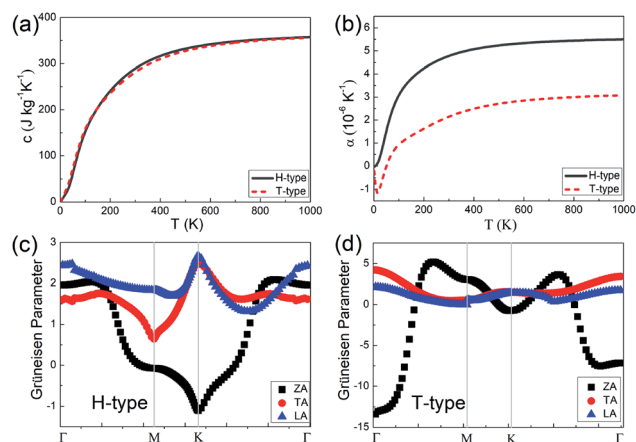 (a)
400
300
200
100
0
c (J kg⁻¹K⁻¹)
H-type
T-type
0 200 400 600 800 1000
T (K)
(b)
6
5
4
3
2
1
0
-1
α (10⁻⁶ K⁻¹)
H-type
T-type
0 200 400 600 800 1000
T (K)
(c)
3
2
1
0
-1
Grüneisen Parameter
H-type
ZA
TA
LA
Γ M K Γ
(d)
5
0
-5
-10
-15
Grüneisen Parameter
T-type
ZA
TA
LA
Γ M K Γ